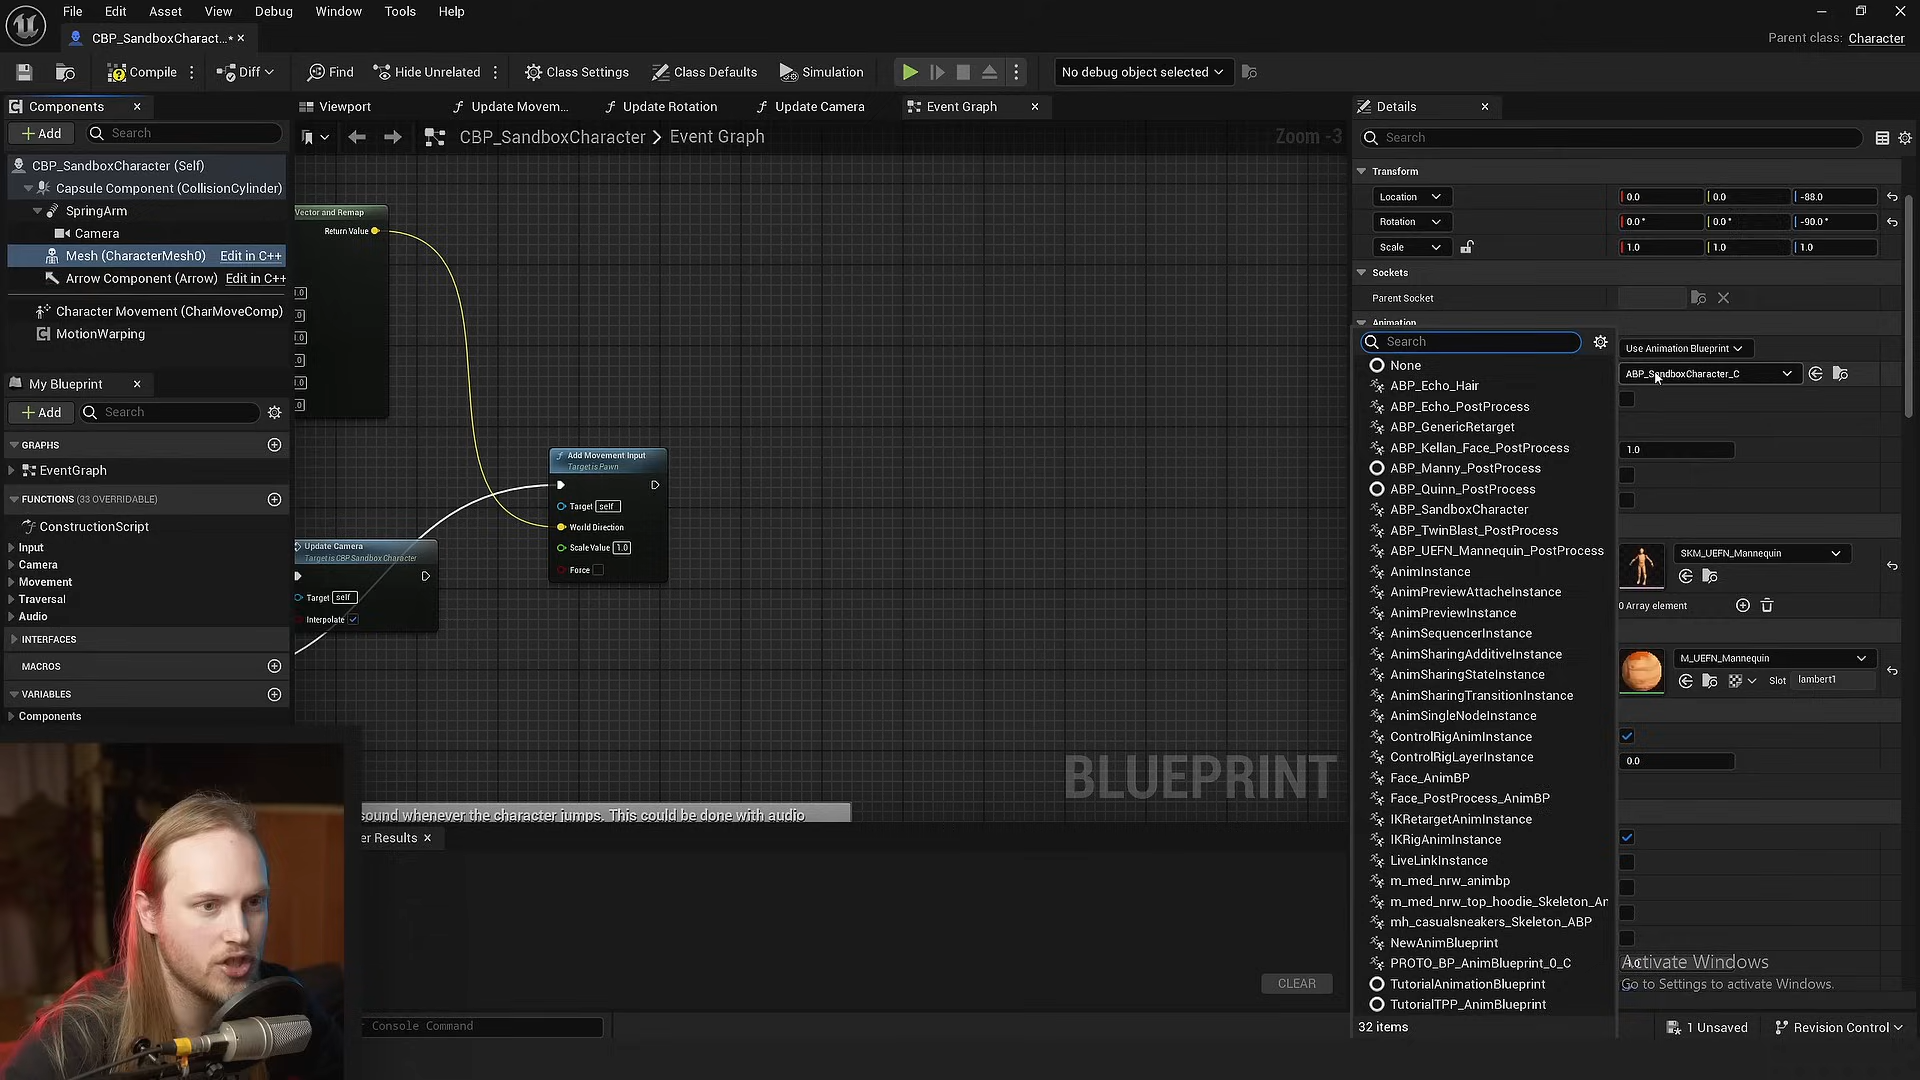 File Edit Asset View Debug Window Tools Help
CBP_SandboxCharact...•
Parent class: Character
Compile Diff Find Hide Unrelated Class Settings Class Defaults Simulation No debug object selected
Components
Viewport Update Movem... Update Rotation Update Camera Event Graph
Details
+ Add Search
CBP_SandboxCharacter > Event Graph Zoom -3
Search
CBP_SandboxCharacter (Self)
Capsule Component (CollisionCylinder)
SpringArm
Camera
Mesh (CharacterMesh0) Edit in C++
Arrow Component (Arrow) Edit in C++
Character Movement (CharMoveComp)
MotionWarping
My Blueprint
+ Add Search
GRAPHS
EventGraph
FUNCTIONS (33 OVERRIDABLE)
ConstructionScript
Input
Camera
Movement
Traversal
Audio
INTERFACES
MACROS
VARIABLES
Components
Vector and Remap
Return Value
Add Movement Input
Target is Pawn
Target self
World Direction
Scale Value 1.0
Force
Update Camera
Target is CBP Sandbox Character
Target self
Interpolate
BLUEPRINT
sound whenever the character jumps. This could be done with audio
er Results
CLEAR
Console Command
Transform
Location 0.0 0.0 -88.0
Rotation 0.0° 0.0° -90.0°
Scale 1.0 1.0 1.0
Sockets
Parent Socket
Animation
Search
None
ABP_Echo_Hair
ABP_Echo_PostProcess
ABP_GenericRetarget
ABP_Kellan_Face_PostProcess
ABP_Manny_PostProcess
ABP_Quinn_PostProcess
ABP_SandboxCharacter
ABP_TwinBlast_PostProcess
ABP_UEFN_Mannequin_PostProcess
AnimInstance
AnimPreviewAttacheInstance
AnimPreviewInstance
AnimSequencerInstance
AnimSharingAdditiveInstance
AnimSharingStateInstance
AnimSharingTransitionInstance
AnimSingleNodeInstance
ControlRigAnimInstance
ControlRigLayerInstance
Face_AnimBP
Face_PostProcess_AnimBP
IKRetargetAnimInstance
IKRigAnimInstance
LiveLinkInstance
m_med_nrw_animbp
m_med_nrw_top_hoodie_Skeleton_An
mh_casualsneakers_Skeleton_ABP
NewAnimBlueprint
PROTO_BP_AnimBlueprint_0_C
TutorialAnimationBlueprint
TutorialTPP_AnimBlueprint
32 items
Use Animation Blueprint
ABP_SandboxCharacter_C
1.0
SKM_UEFN_Mannequin
0 Array element
M_UEFN_Mannequin
Slot lambert1
0.0
Activate Windows
Go to Settings to activate Windows.
1 Unsaved Revision Control